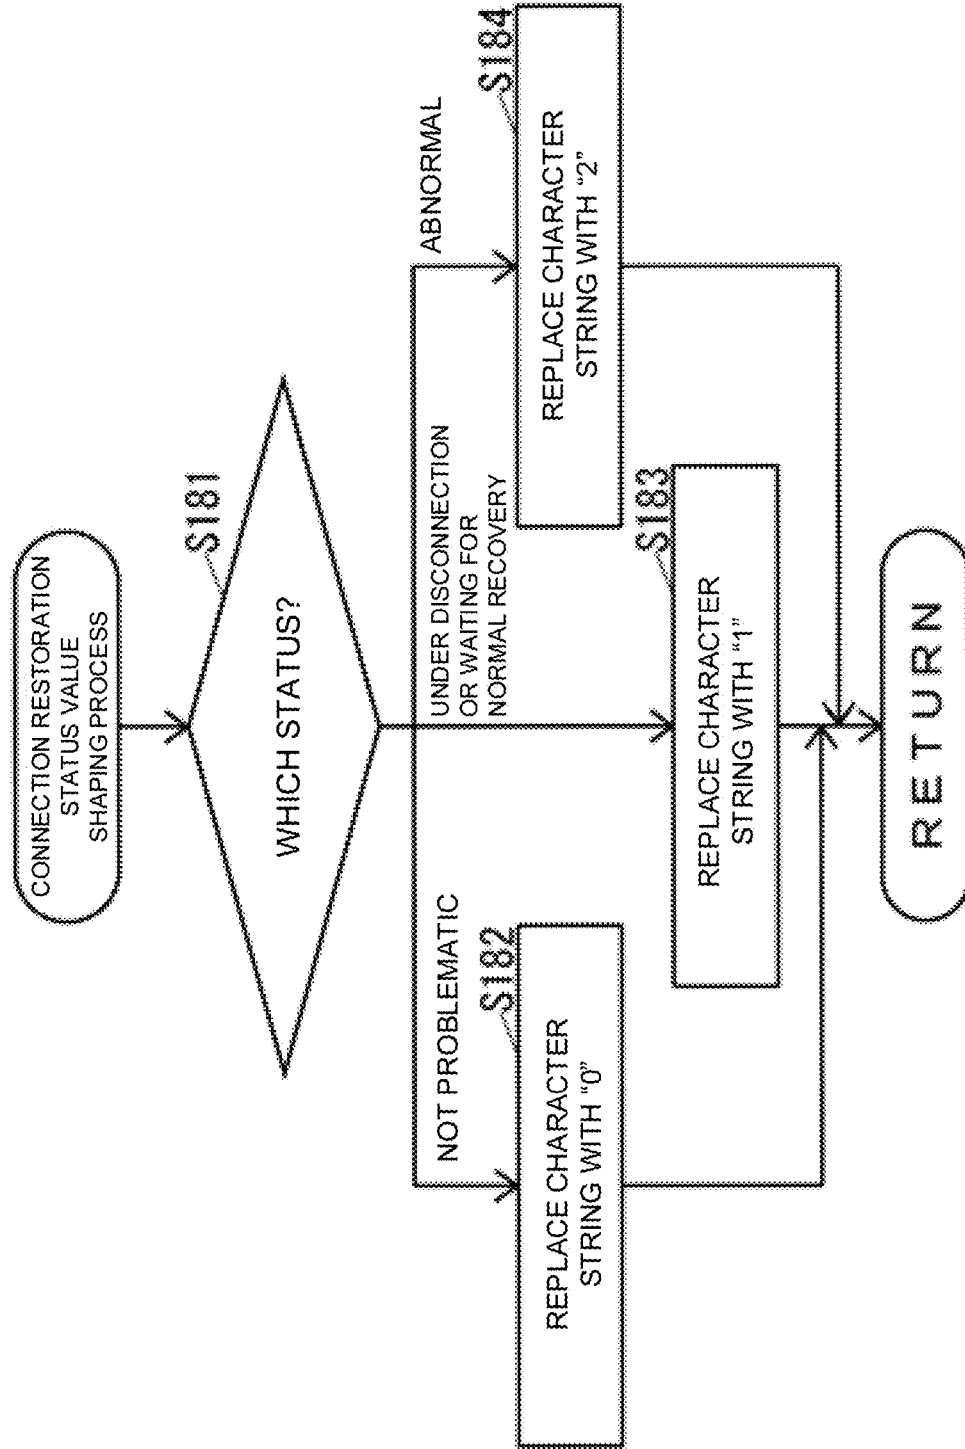 CONNECTION RESTORATION
STATUS VALUE
SHAPING PROCESS
S181
WHICH STATUS?
NOT PROBLEMATIC
UNDER DISCONNECTION
OR WAITING FOR
NORMAL RECOVERY
ABNORMAL
S182
REPLACE CHARACTER
STRING WITH “0”
S183
REPLACE CHARACTER
STRING WITH “1”
S184
REPLACE CHARACTER
STRING WITH “2”
RETURN